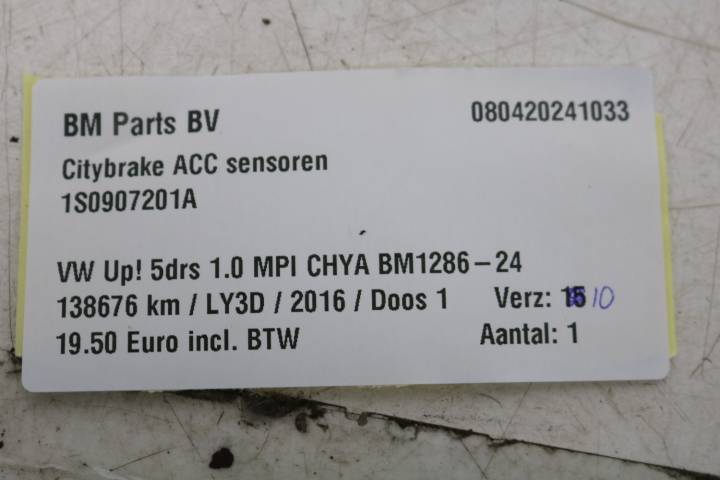 BM Parts BV 080420241033
Citybrake ACC sensoren
1S0907201A
VW Up! 5drs 1.0 MPI CHYA BM1286-24
138676 km / LY3D / 2016 / Doos 1 Verz: 15 10
19.50 Euro incl. BTW Aantal: 1